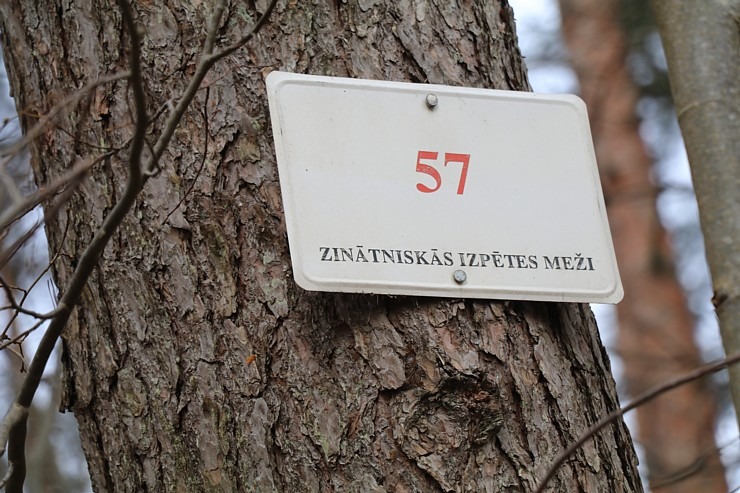 57
ZINĀTNISKĀS IZPĒTES MEŽI